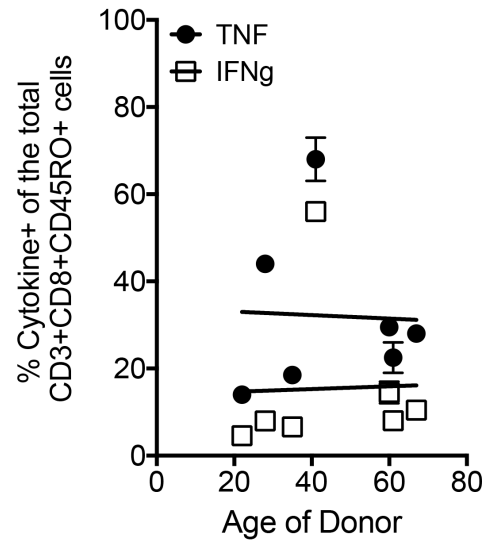 % Cytokine+ of the total
CD3+CD8+CD45RO+ cells
100
80
60
40
20
0
TNF
IFNg
0 20 40 60 80
Age of Donor